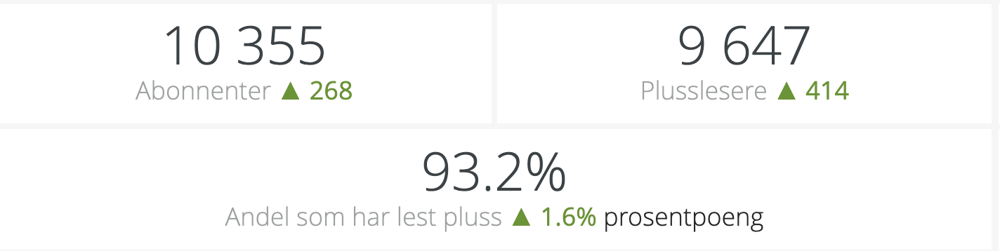 10 355
Abonnenter ▲ 268
9 647
Plusslesere ▲ 414
93.2%
Andel som har lest pluss ▲ 1.6% prosentpoeng